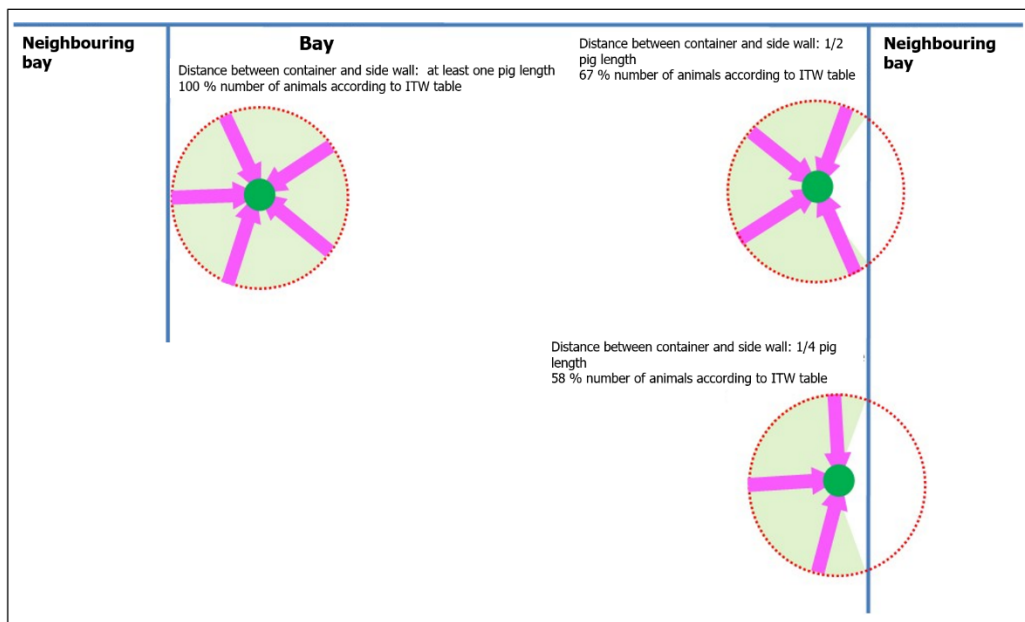 Neighbouring
bay
Bay
Distance between container and side wall: at least one pig length
100 % number of animals according to ITW table
Distance between container and side wall: 1/2
pig length
67 % number of animals according to ITW table
Neighbouring
bay
Distance between container and side wall: 1/4 pig
length
58 % number of animals according to ITW table